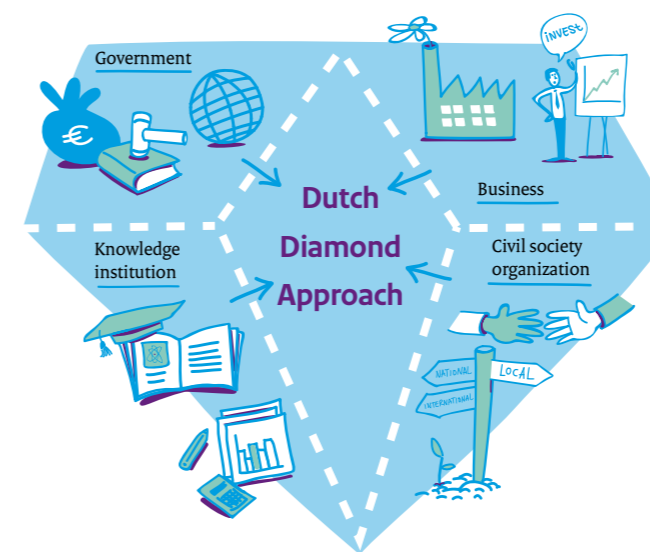 Government
INVESt
€
Dutch
Diamond
Approach
Business
Knowledge
institution
Civil society
organization
NATIONAL
LOCAL
INTERNATIONAL